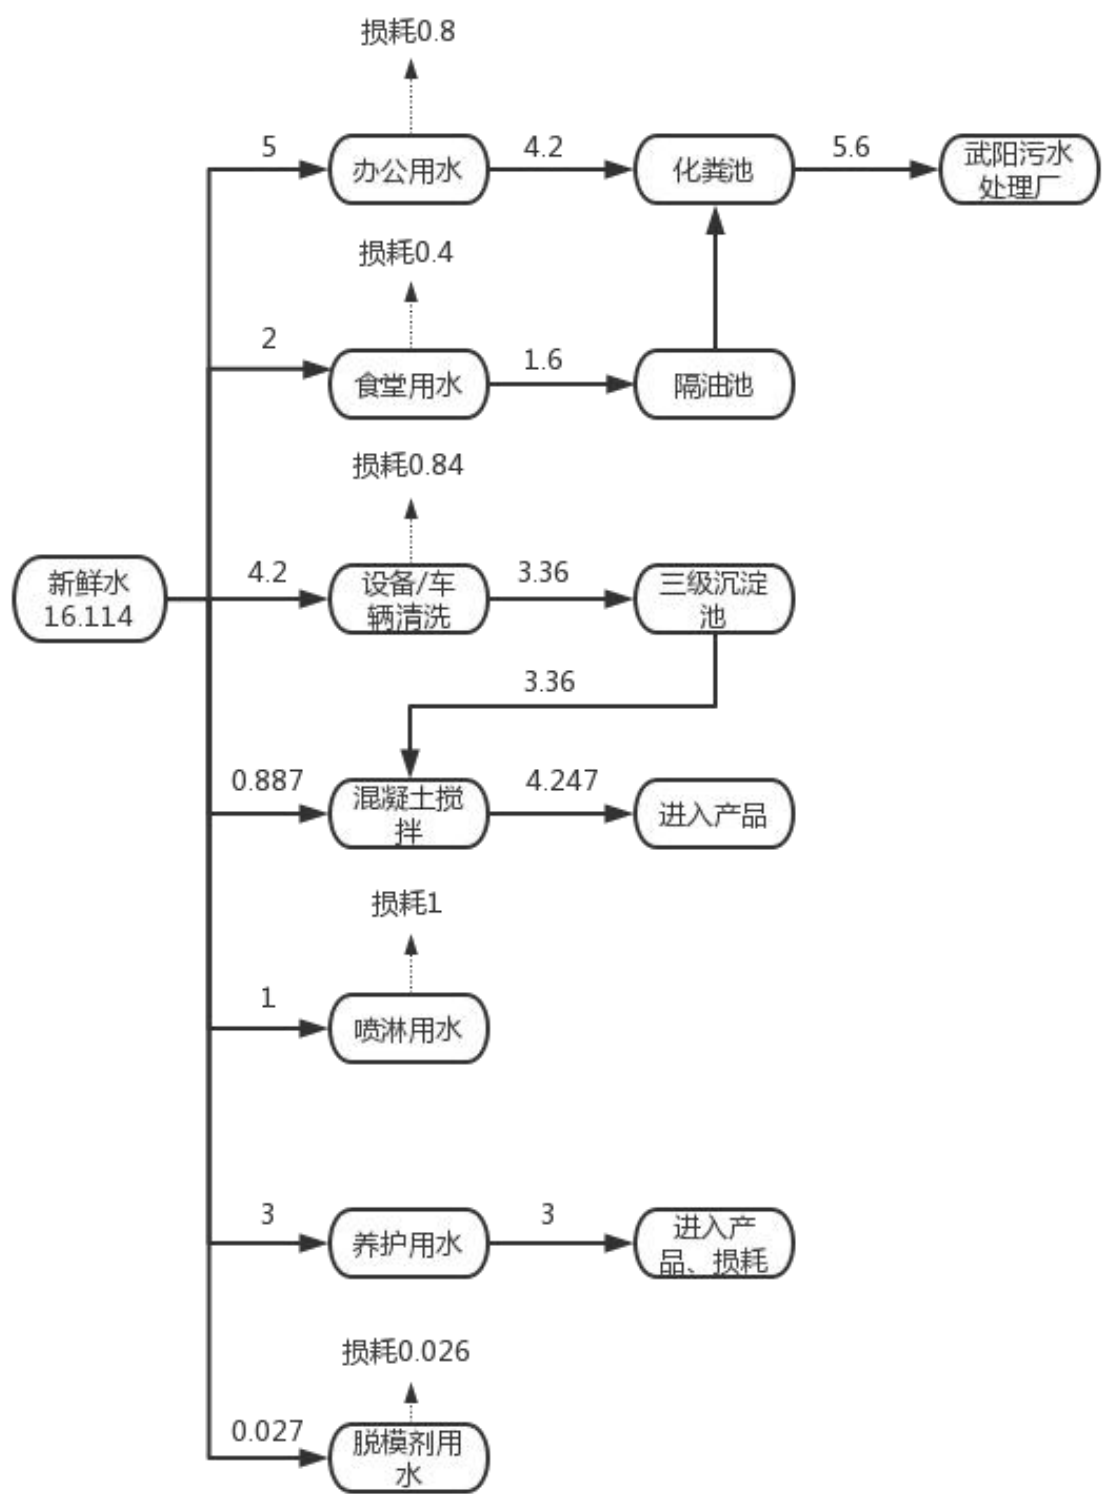 损耗0.8
5
办公用水
4.2
化粪池
5.6
武阳污水
处理厂
损耗0.4
2
食堂用水
1.6
隔油池
损耗0.84
新鲜水
16.114
4.2
设备/车
辆清洗
3.36
三级沉淀
池
3.36
0.887
混凝土搅
拌
4.247
进入产品
损耗1
1
喷淋用水
3
养护用水
3
进入产
品、损耗
损耗0.026
0.027
脱模剂用
水